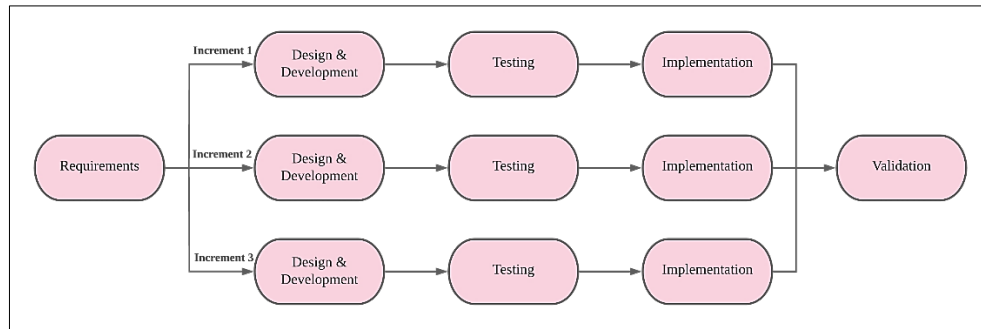 Increment 1
Design &
Development
Testing
Implementation
Requirements
Increment 2
Design &
Development
Testing
Implementation
Validation
Increment 3
Design &
Development
Testing
Implementation